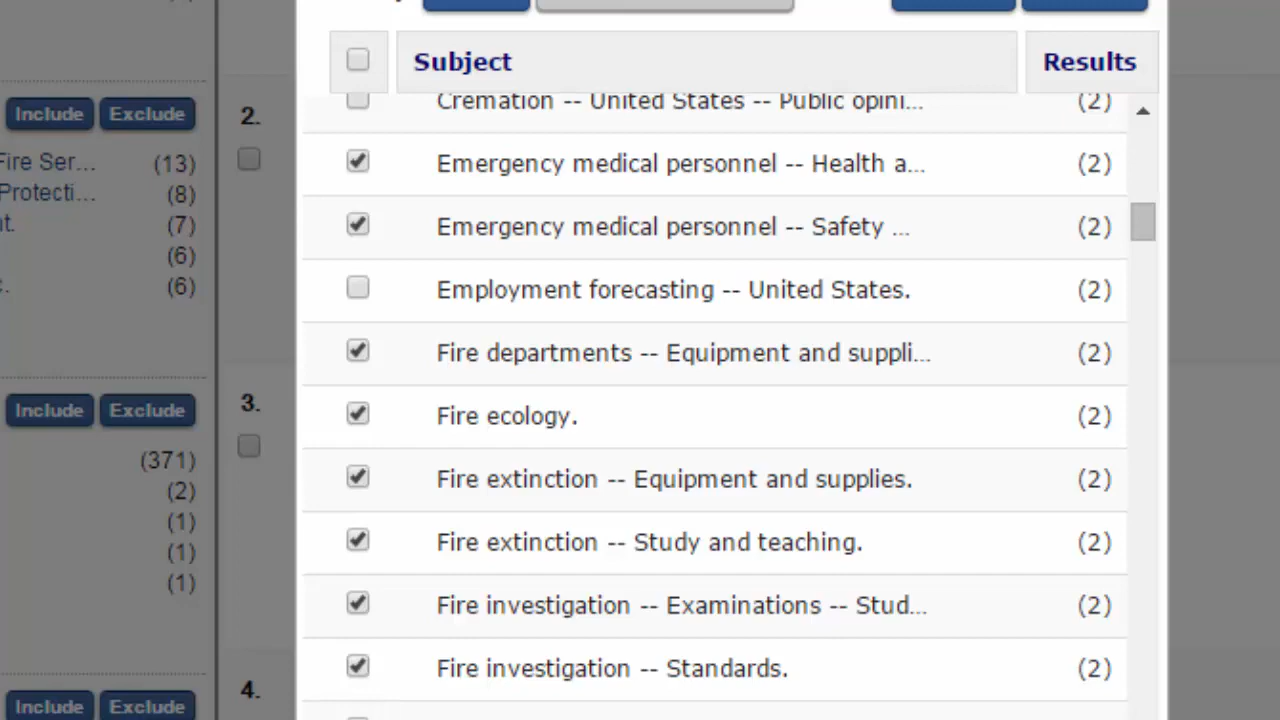 Subject Results
Cremation -- United States -- Public opini... (2)
Emergency medical personnel -- Health a... (2)
Emergency medical personnel -- Safety ... (2)
Employment forecasting -- United States. (2)
Fire departments -- Equipment and suppli... (2)
Fire ecology. (2)
Fire extinction -- Equipment and supplies. (2)
Fire extinction -- Study and teaching. (2)
Fire investigation -- Examinations -- Stud... (2)
Fire investigation -- Standards. (2)
Include Exclude
Fire Ser... (13)
Protecti... (8)
t. (7)
(6)
(6)
Include Exclude
(371)
(2)
(1)
(1)
(1)
Include Exclude
2.
3.
4.